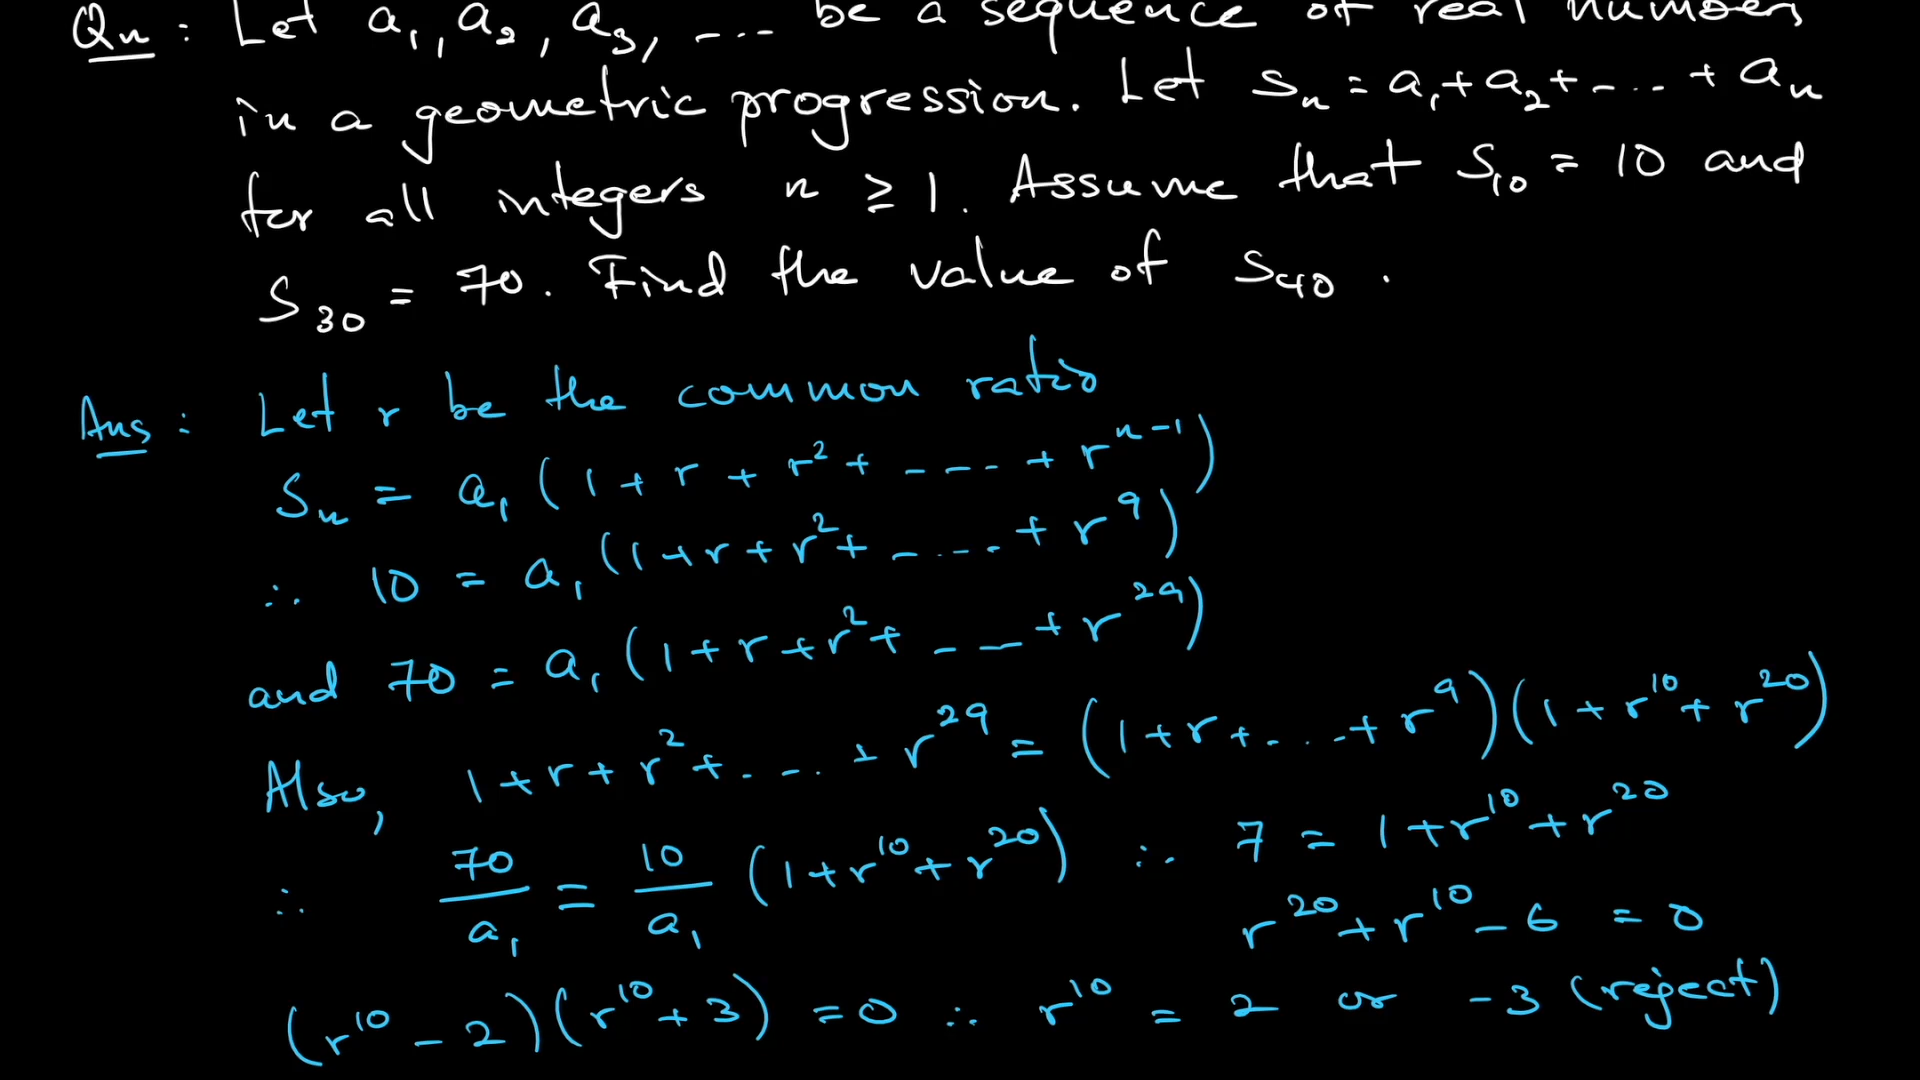 Qn : Let a₁, a₂, a₃, --.. be a sequence of real numbers
in a geometric progression. Let Sₙ = a₁ + a₂ + -... + aₙ
for all integers n ≥ 1. Assume that S₁₀ = 10 and
S₃₀ = 70. Find the value of S₄₀ .
Ans : Let r be the common ratio
Sₙ = a₁ ( 1 + r + r² + ---- + rⁿ⁻¹ )
∴ 10 = a₁ ( 1 + r + r² + -... + r⁹ )
and 70 = a₁ ( 1 + r + r² + -- + r²⁹ )
Also, 1 + r + r² + .-. + r²⁹ = ( 1 + r + ... + r⁹ ) ( 1 + r¹⁰ + r²⁰ )
∴ 70/a₁ = 10/a₁ ( 1 + r¹⁰ + r²⁰ ) ∴ 7 = 1 + r¹⁰ + r²⁰
r²⁰ + r¹⁰ - 6 = 0
( r¹⁰ - 2 ) ( r¹⁰ + 3 ) = 0 ∴ r¹⁰ = 2 or -3 (reject)